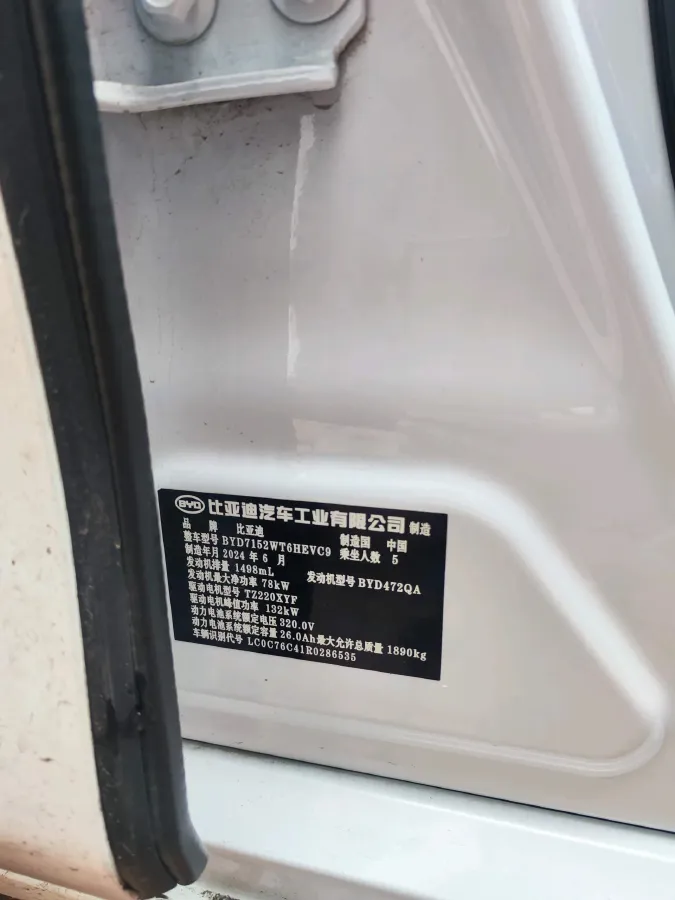 BYD 比亚迪汽车工业有限公司 制造
品 牌 比亚迪 制造国 中国
整车型号 BYD7152WT6HEVC9 乘坐人数 5
制造年月 2024 年 6 月
发动机排量 1498mL 发动机型号 BYD472QA
发动机最大净功率 78kW
驱动电机型号 TZ220XYF
驱动电机峰值功率 132kW
动力电池系统额定电压 320.0V
动力电池系统额定容量 26.0Ah 最大允许总质量 1890kg
车辆识别代号 LC0C76C41R0286535